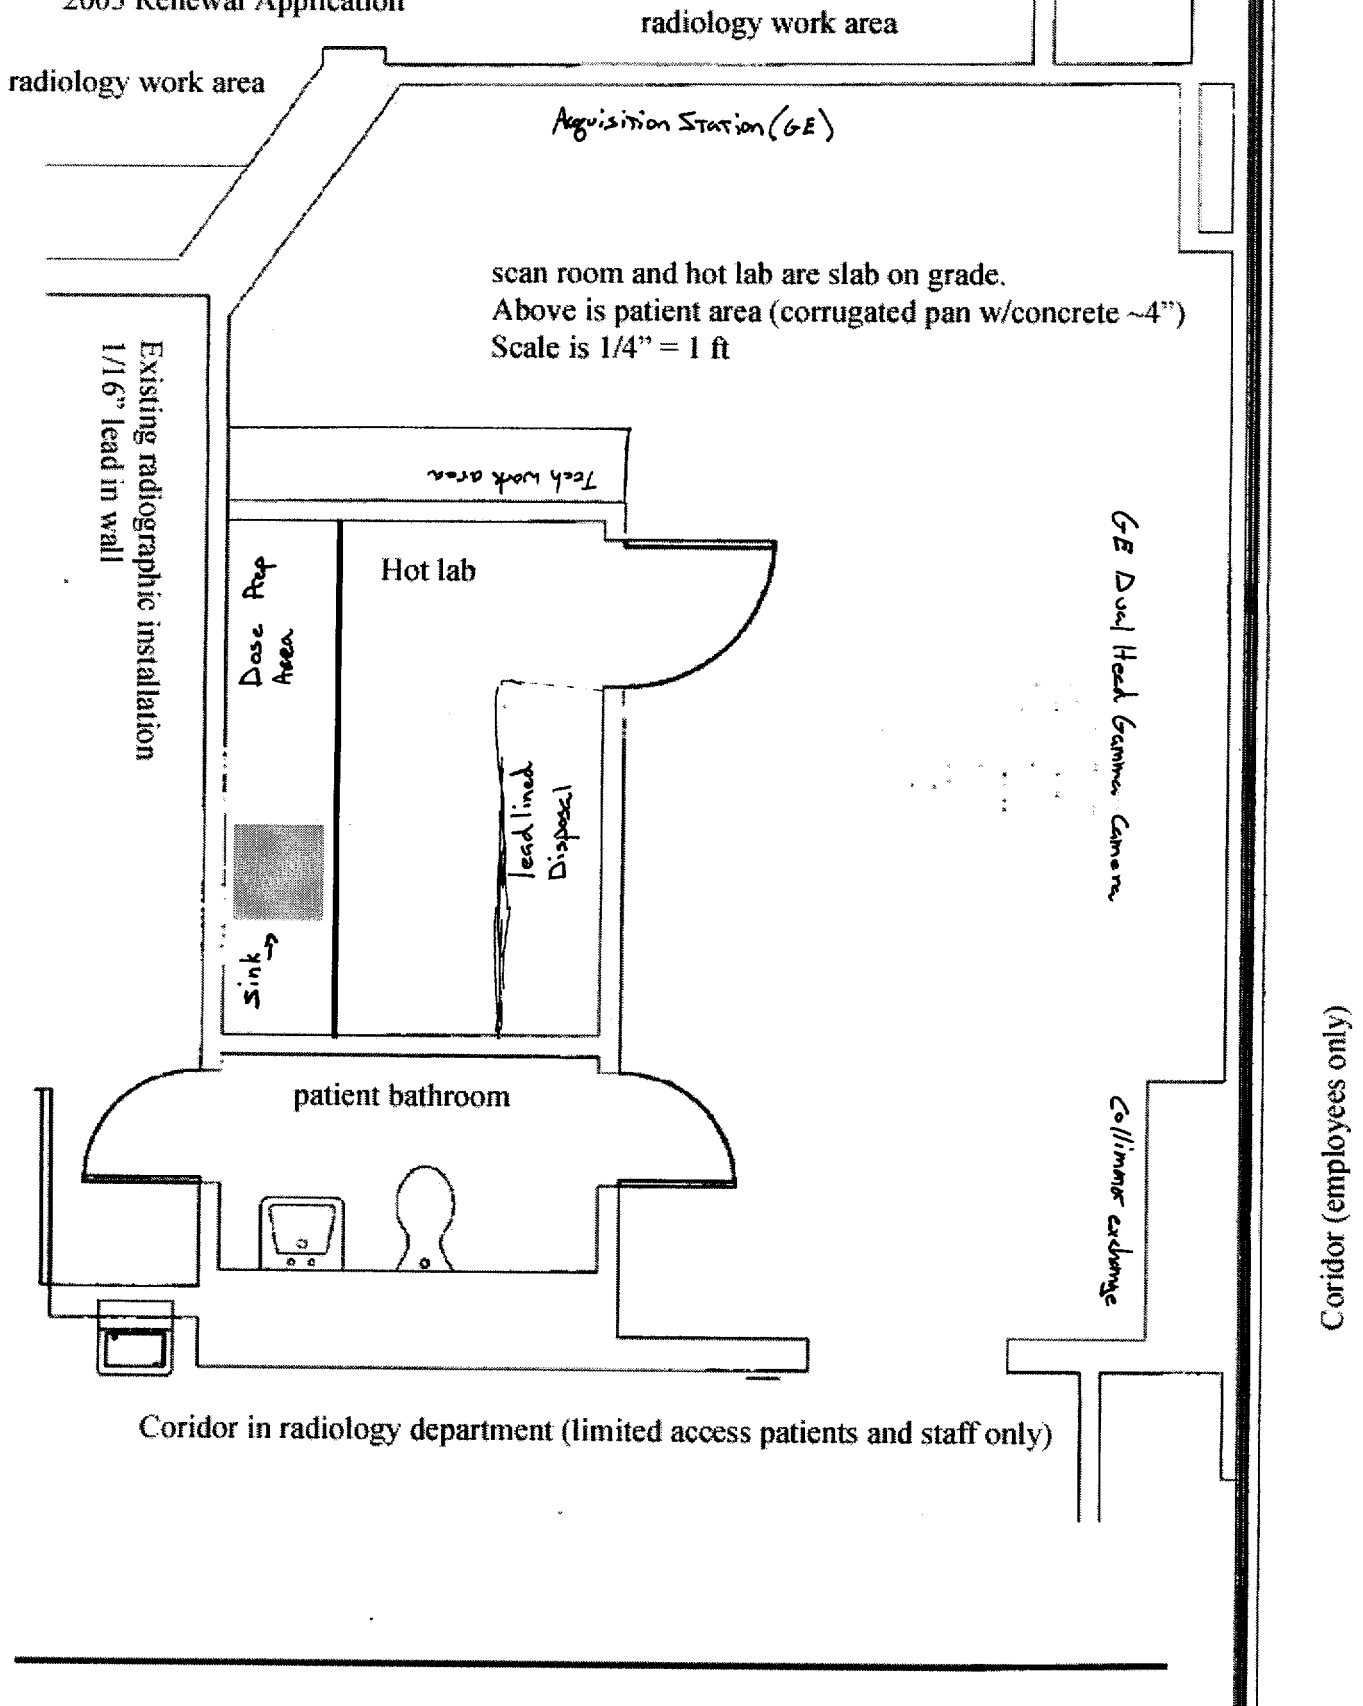 2005 Renewal Application
radiology work area
radiology work area
Acquisition Station (GE)
scan room and hot lab are slab on grade.
Above is patient area (corrugated pan w/concrete ~4")
Scale is 1/4" = 1 ft
Existing radiographic installation
1/16" lead in wall
Tech work area
Hot lab
Dose Prep
Area
GE Dual Head Gamma Camera
lead lined
Disposal
Sink →
patient bathroom
Collimator exchange
Coridor (employees only)
Coridor in radiology department (limited access patients and staff only)